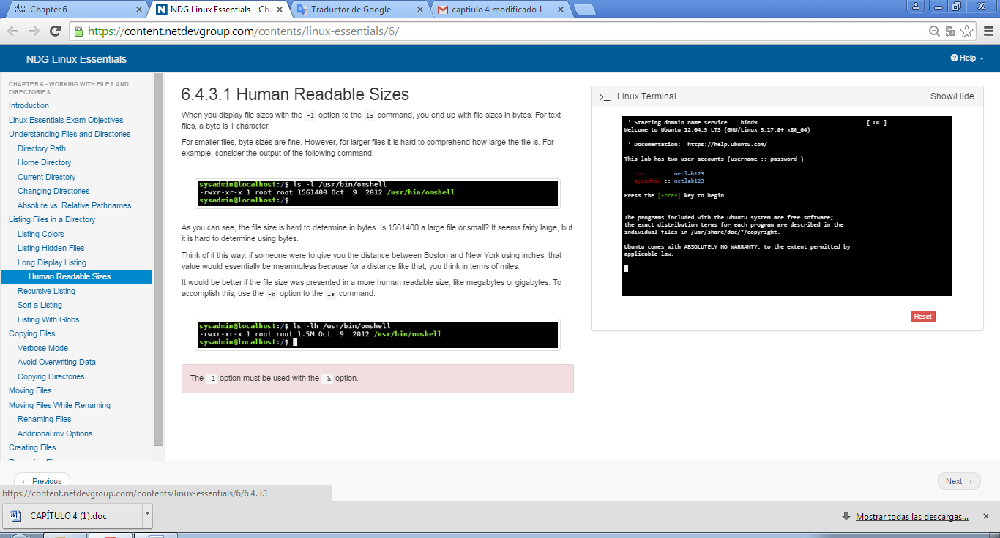 Chapter 6
NDG Linux Essentials - Ch
Traductor de Google
captiulo 4 modificado 1 -
https://content.netdevgroup.com/contents/linux-essentials/6/
NDG Linux Essentials
Help
CHAPTER 6 - WORKING WITH FILES AND
DIRECTORIES
Introduction
Linux Essentials Exam Objectives
Understanding Files and Directories
Directory Path
Home Directory
Current Directory
Changing Directories
Absolute vs. Relative Pathnames
Listing Files in a Directory
Listing Colors
Listing Hidden Files
Long Display Listing
Human Readable Sizes
Recursive Listing
Sort a Listing
Listing With Globs
Copying Files
Verbose Mode
Avoid Overwriting Data
Copying Directories
Moving Files
Moving Files While Renaming
Renaming Files
Additional mv Options
Creating Files
6.4.3.1 Human Readable Sizes
When you display file sizes with the -l option to the ls command, you end up with file sizes in bytes. For text
files, a byte is 1 character.
For smaller files, byte sizes are fine. However, for larger files it is hard to comprehend how large the file is. For
example, consider the output of the following command:
sysadmin@localhost:/$ ls -l /usr/bin/omshell
-rwxr-xr-x 1 root root 1561400 Oct 9 2012 /usr/bin/omshell
sysadmin@localhost:/$
As you can see, the file size is hard to determine in bytes. Is 1561400 a large file or small? It seems fairly large, but
it is hard to determine using bytes.
Think of it this way: if someone were to give you the distance between Boston and New York using inches, that
value would essentially be meaningless because for a distance like that, you think in terms of miles.
It would be better if the file size was presented in a more human readable size, like megabytes or gigabytes. To
accomplish this, use the -h option to the ls command:
sysadmin@localhost:/$ ls -lh /usr/bin/omshell
-rwxr-xr-x 1 root root 1.5M Oct 9 2012 /usr/bin/omshell
sysadmin@localhost:/$
The -l option must be used with the -h option.
>_ Linux Terminal
Show/Hide
* Starting domain name service... bind9 [ OK ]
Welcome to Ubuntu 12.04.5 LTS (GNU/Linux 3.17.8+ x86_64)
* Documentation: https://help.ubuntu.com/
This lab has two user accounts (username :: password )
root :: netlab123
sysadmin :: netlab123
Press the [Enter] key to begin...
The programs included with the Ubuntu system are free software;
the exact distribution terms for each program are described in the
individual files in /usr/share/doc/*/copyright.
Ubuntu comes with ABSOLUTELY NO WARRANTY, to the extent permitted by
applicable law.
Reset
← Previous
Next →
https://content.netdevgroup.com/contents/linux-essentials/6/6.4.3.1
CAPÍTULO 4 (1).doc
Mostrar todas las descargas...